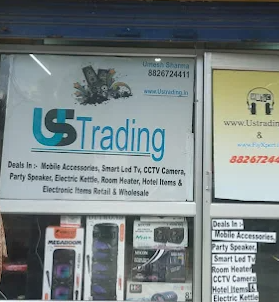 Umesh Sharma
8826724411
www.Ustrading.in
US Trading
Deals In :- Mobile Accessories, Smart Led Tv, CCTV Camera,
Party Speaker, Electric Kettle, Room Heater, Hotel Items &
Electronic Items Retail & Wholesale
www.Ustrading
&
882672441
Deals In :-
Mobile Accessories,
Party Speaker,
Smart Led Tv
Room Heater
Hotel Items &
CCTV Camera
Electric Kettle